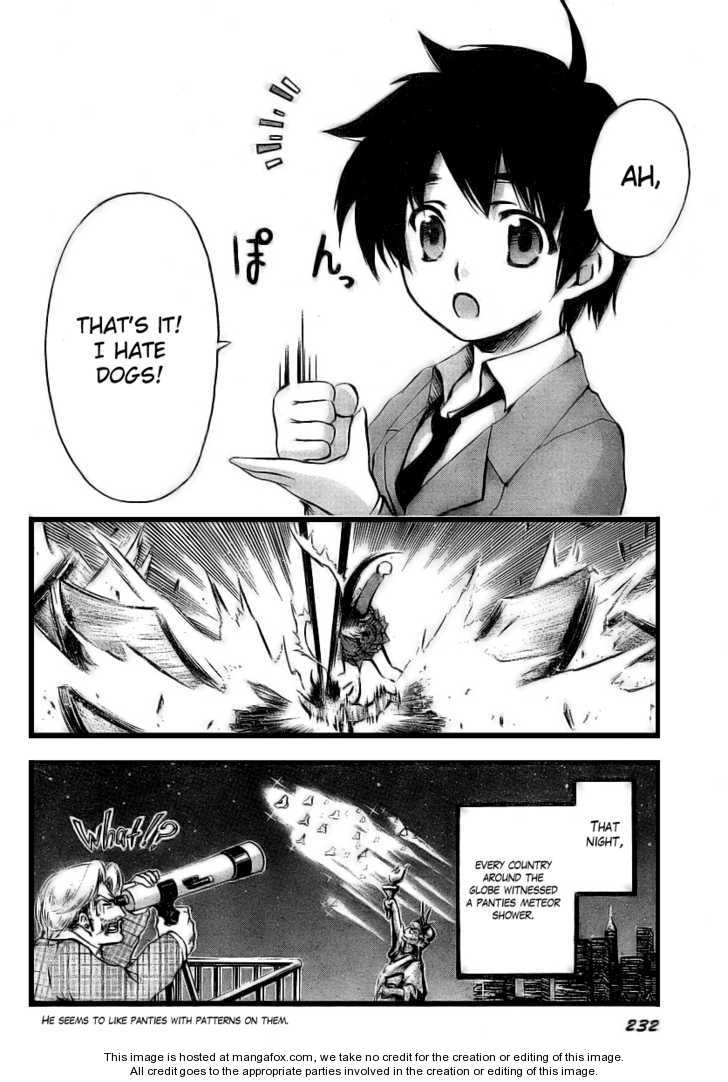 AH,
ぽんっ
THAT'S IT!
I HATE
DOGS!
THAT
NIGHT,
EVERY COUNTRY
AROUND THE
GLOBE WITNESSED
A PANTIES METEOR
SHOWER.
What!?
HE SEEMS TO LIKE PANTIES WITH PATTERNS ON THEM.
232
This image is hosted at mangafox.com, we take no credit for the creation or editing of this image.
All credit goes to the appropriate parties involved in the creation or editing of this image.